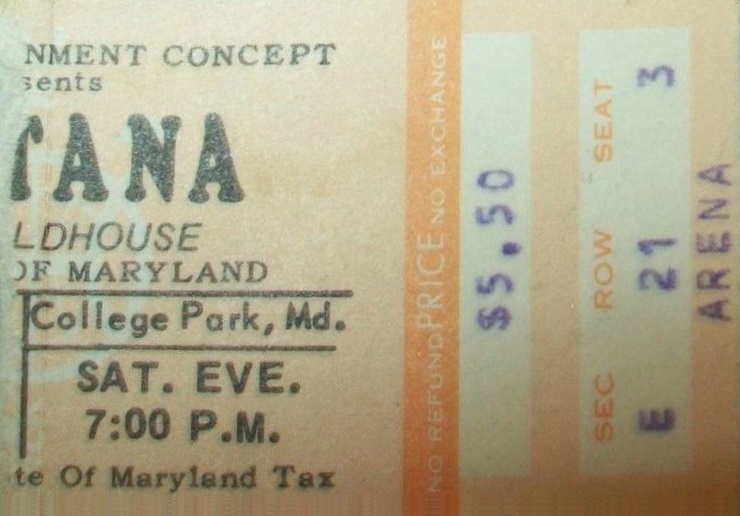 NMENT CONCEPT
sents
TANA
LDHOUSE
OF MARYLAND
College Park, Md.
SAT. EVE.
7:00 P.M.
te Of Maryland Tax
NO REFUND PRICE NO EXCHANGE
$5.50
SEC ROW SEAT
E 21 3
ARENA